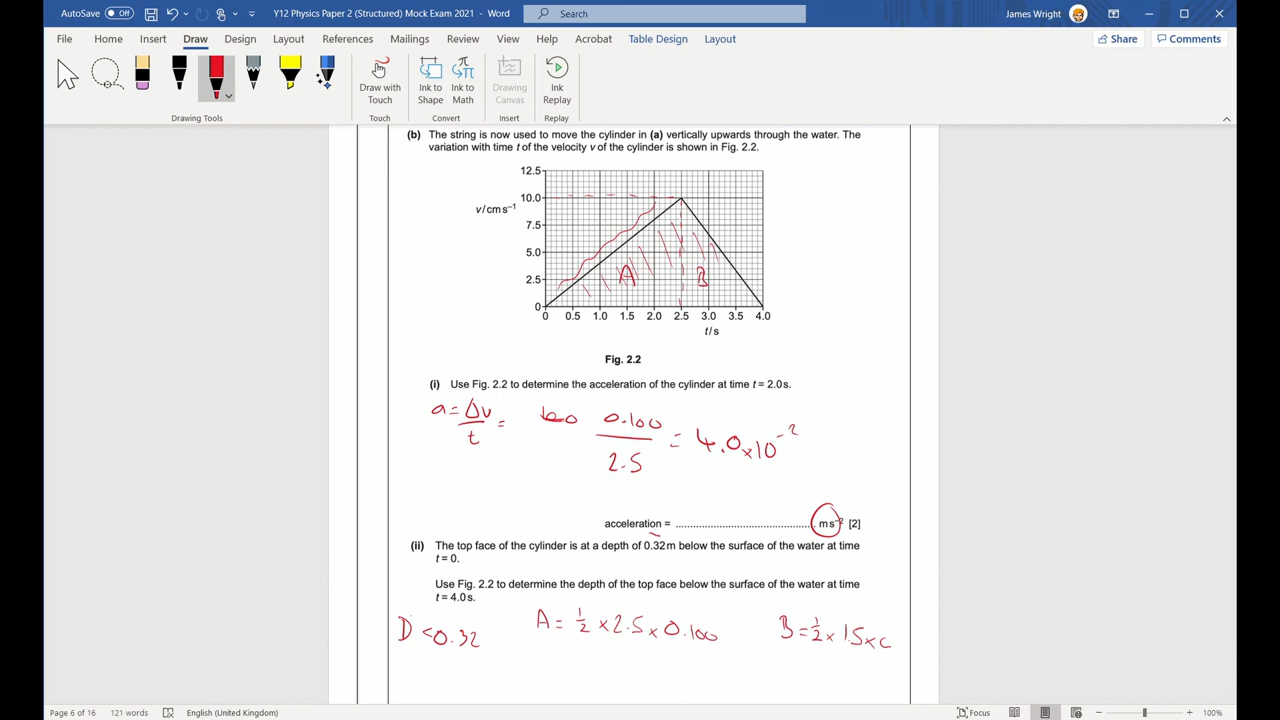 AutoSave Off
Y12 Physics Paper 2 (Structured) Mock Exam 2021 - Word
Search
James Wright
File Home Insert Draw Design Layout References Mailings Review View Help Acrobat Table Design Layout
Share Comments
Draw with Touch
Ink to Shape
Ink to Math
Drawing Canvas
Ink Replay
Drawing Tools Touch Convert Insert Replay
(b) The string is now used to move the cylinder in (a) vertically upwards through the water. The
variation with time t of the velocity v of the cylinder is shown in Fig. 2.2.
12.5
10.0
v/cm s⁻¹
7.5
5.0
2.5
0
A B
0 0.5 1.0 1.5 2.0 2.5 3.0 3.5 4.0
t/s
Fig. 2.2
(i) Use Fig. 2.2 to determine the acceleration of the cylinder at time t = 2.0s.
a = Δv/t = 0.100/2.5 = 4.0×10⁻²
acceleration = ................................................ ms⁻² [2]
(ii) The top face of the cylinder is at a depth of 0.32m below the surface of the water at time
t = 0.
Use Fig. 2.2 to determine the depth of the top face below the surface of the water at time
t = 4.0s.
D <0.32 A = ½ × 2.5 × 0.100 B = ½ × 1.5 ×
Page 6 of 16 121 words English (United Kingdom) Focus 100%